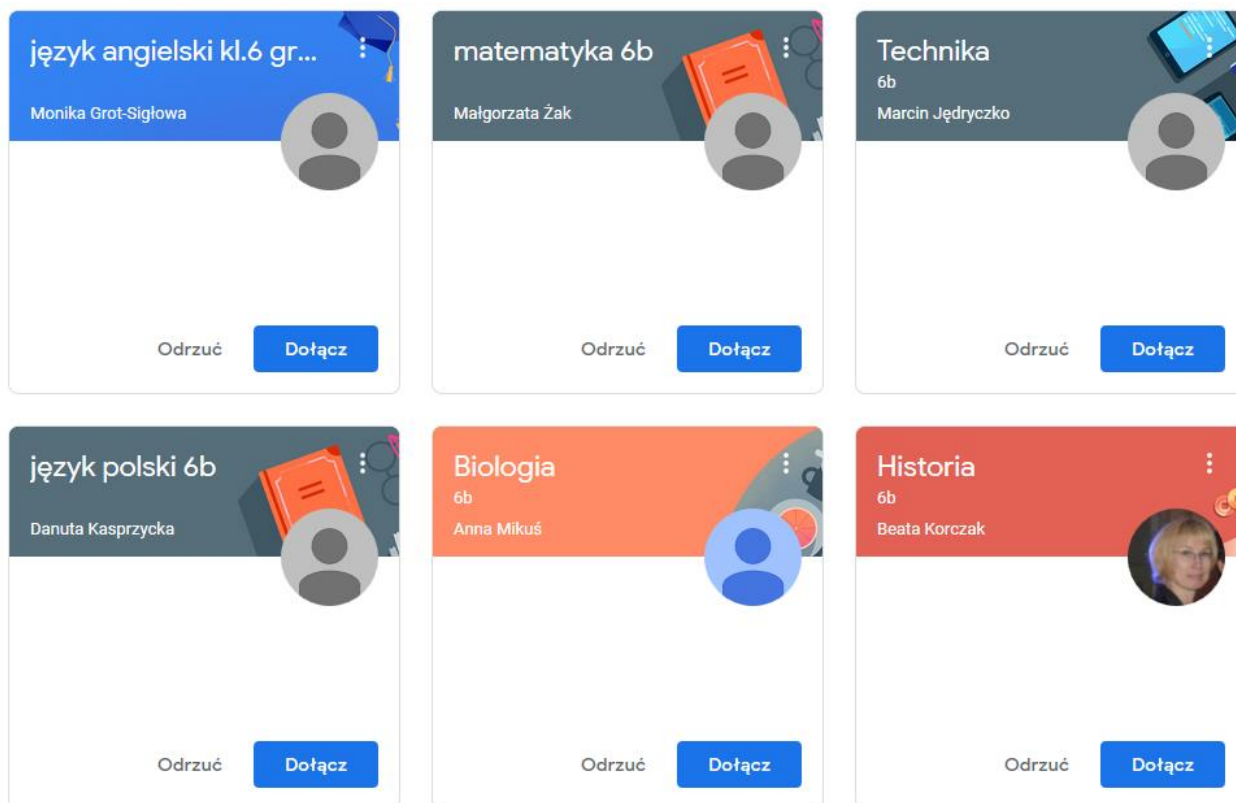 język angielski kl.6 gr...
Monika Grot-Sigłowa
Odrzuć
Dołącz
matematyka 6b
Małgorzata Żak
Odrzuć
Dołącz
Technika
6b
Marcin Jędryczko
Odrzuć
Dołącz
język polski 6b
Danuta Kasprzycka
Odrzuć
Dołącz
Biologia
6b
Anna Mikuś
Odrzuć
Dołącz
Historia
6b
Beata Korczak
Odrzuć
Dołącz